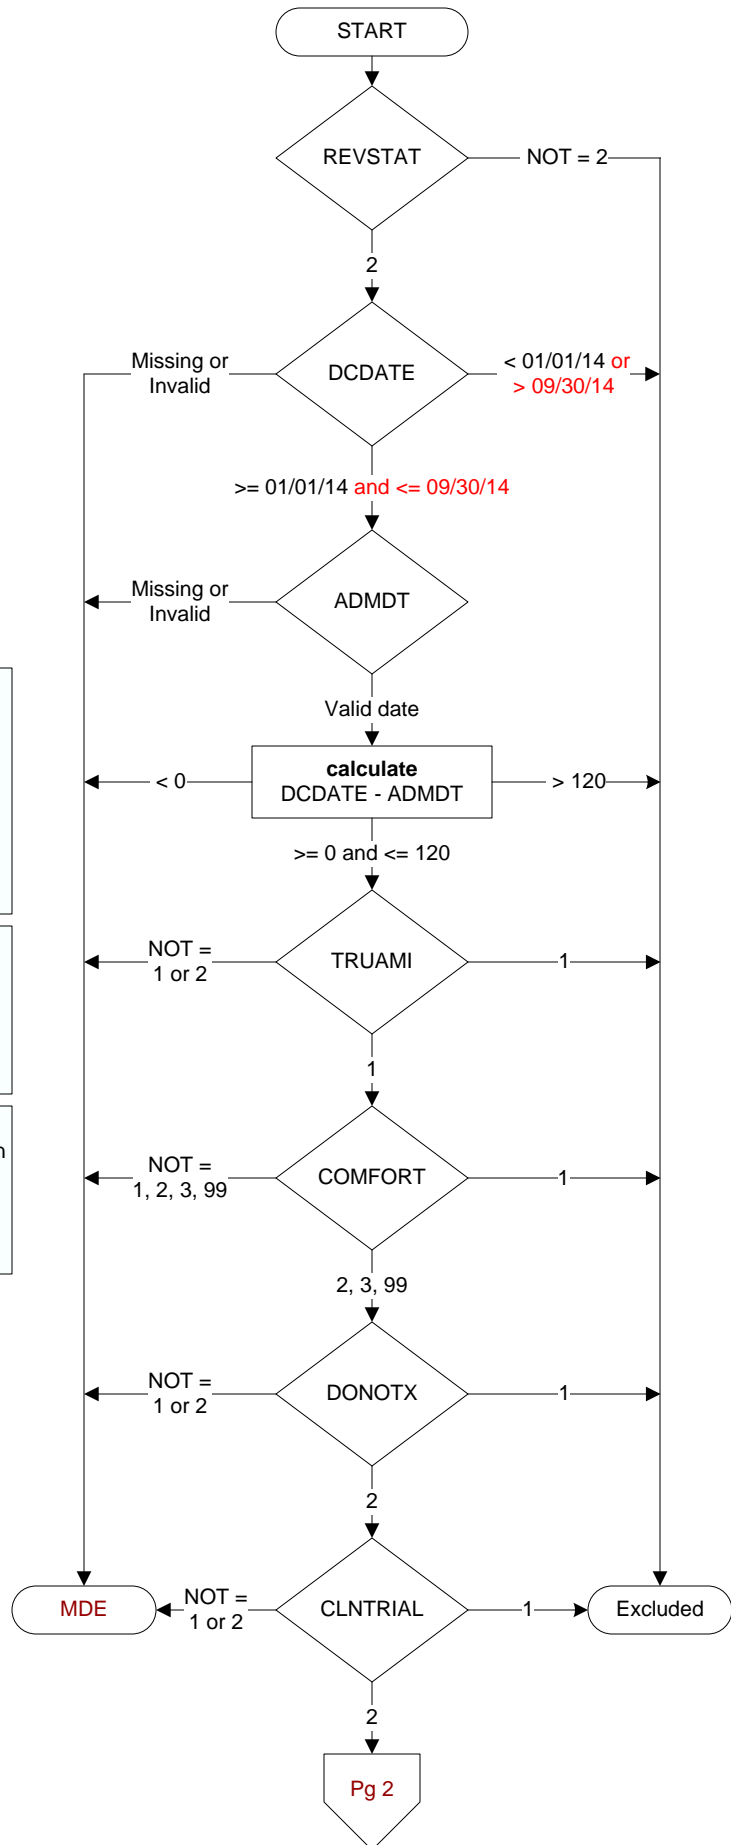 START
REVSTAT
NOT = 2
2
Missing or
Invalid
DCDATE
< 01/01/14 or
> 09/30/14
>= 01/01/14 and <= 09/30/14
Missing or
Invalid
ADMDT
Valid date
< 0
calculate
DCDATE - ADMDT
> 120
>= 0 and <= 120
NOT =
1 or 2
TRUAMI
1
1
n
NOT =
1, 2, 3, 99
COMFORT
1
2, 3, 99
NOT =
1 or 2
DONOTX
1
2
MDE
NOT =
1 or 2
CLNTRIAL
1
Excluded
2
Pg 2